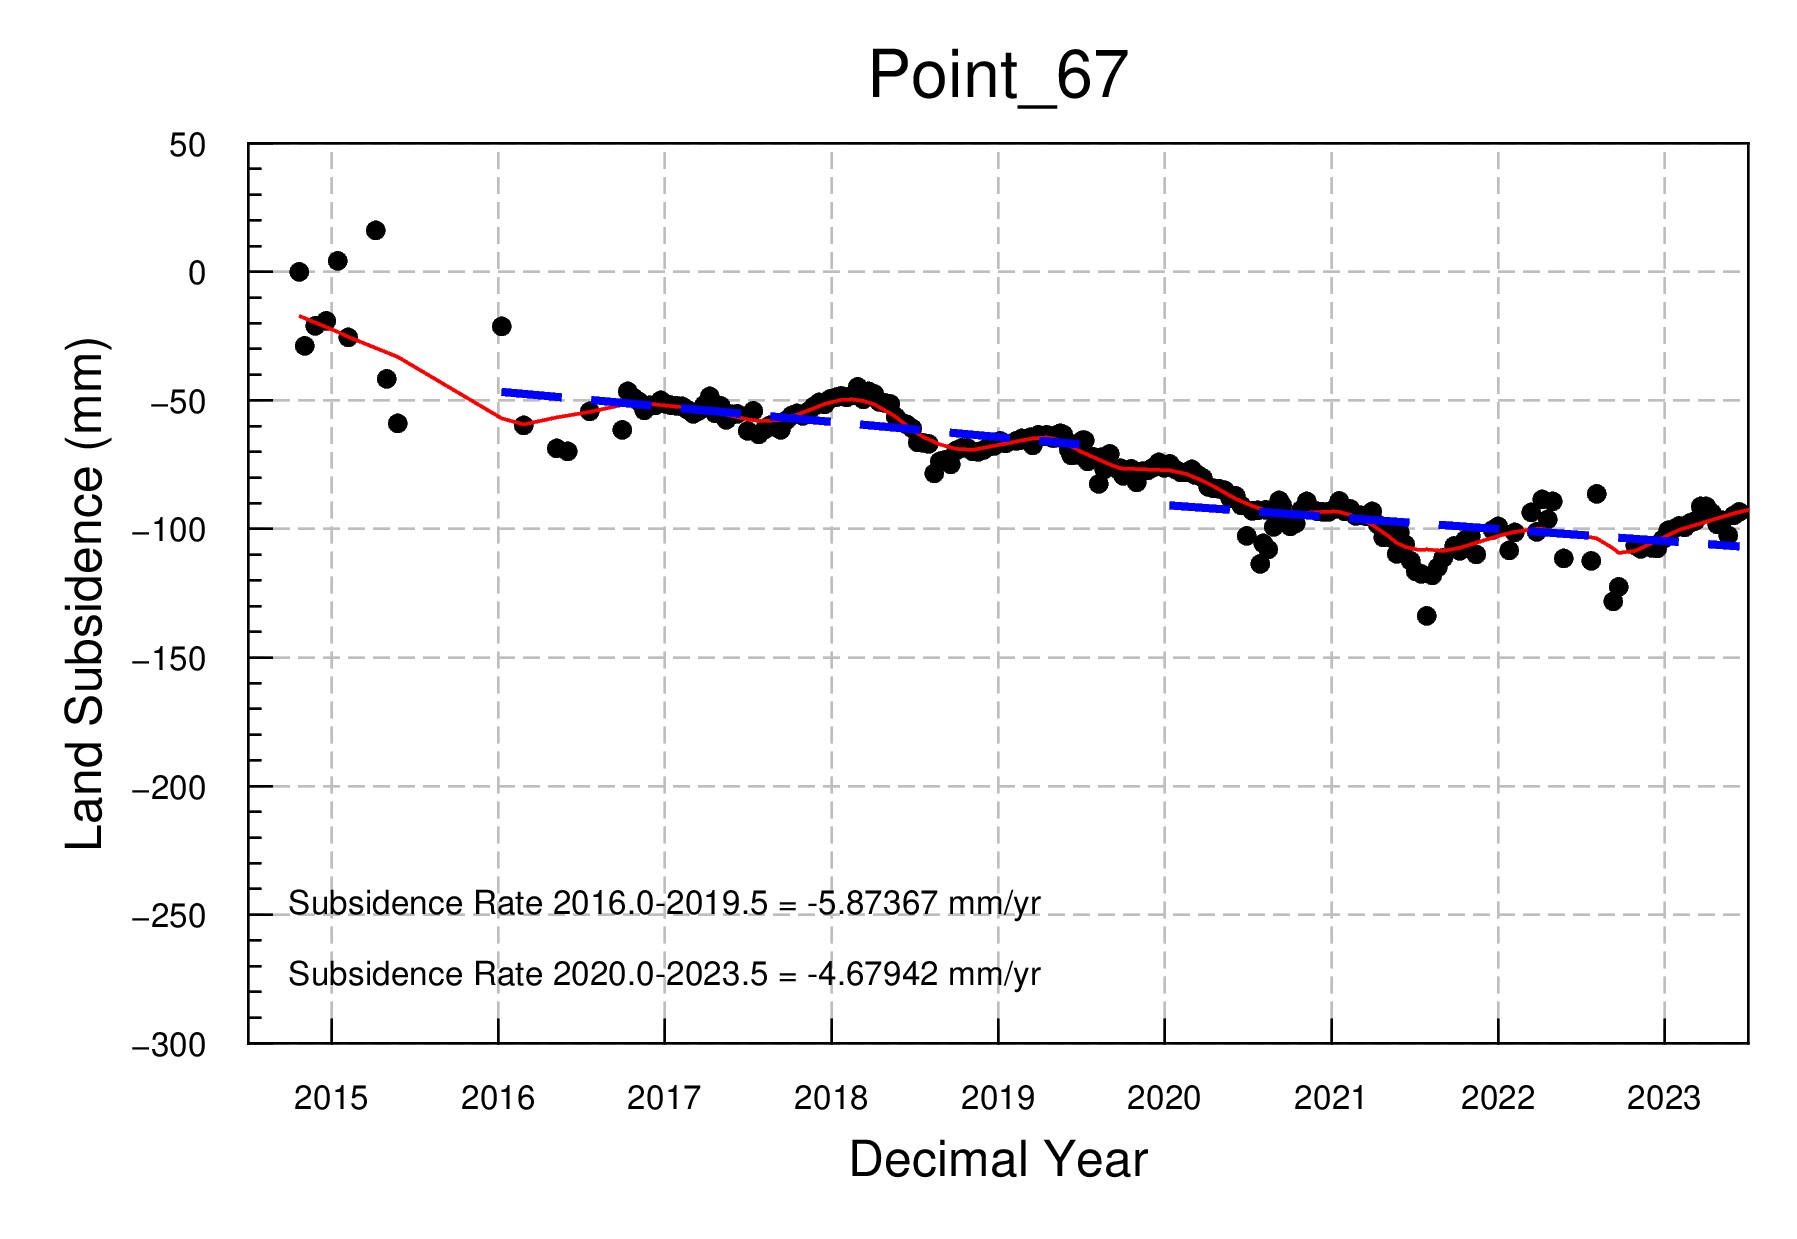 Point_67
50
0
−50
−100
−150
−200
−250
−300
Land Subsidence (mm)
Subsidence Rate 2016.0-2019.5 = -5.87367 mm/yr
Subsidence Rate 2020.0-2023.5 = -4.67942 mm/yr
2015 2016 2017 2018 2019 2020 2021 2022 2023
Decimal Year